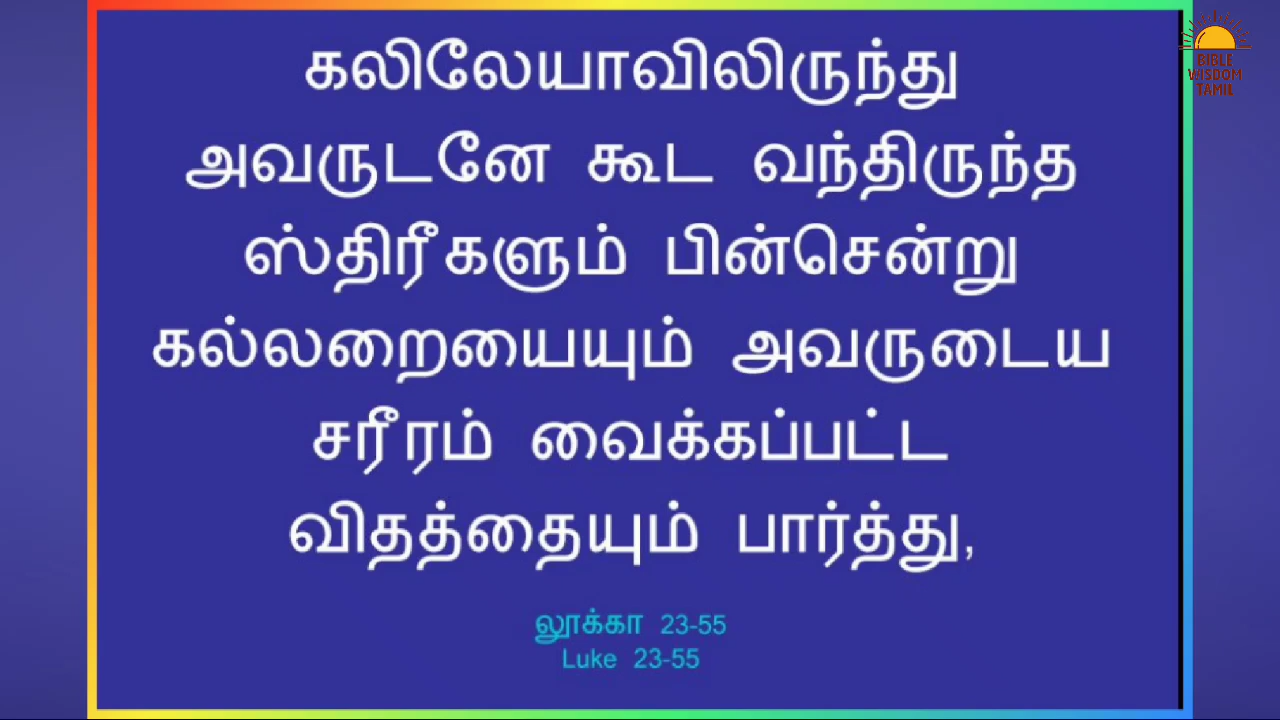 கலிலேயாவிலிருந்து
அவருடனே கூட வந்திருந்த
ஸ்திரீகளும் பின்சென்று
கல்லறையையும் அவருடைய
சரீரம் வைக்கப்பட்ட
விதத்தையும் பார்த்து,
லூக்கா 23-55
Luke 23-55
BIBLE
WISDOM
TAMIL